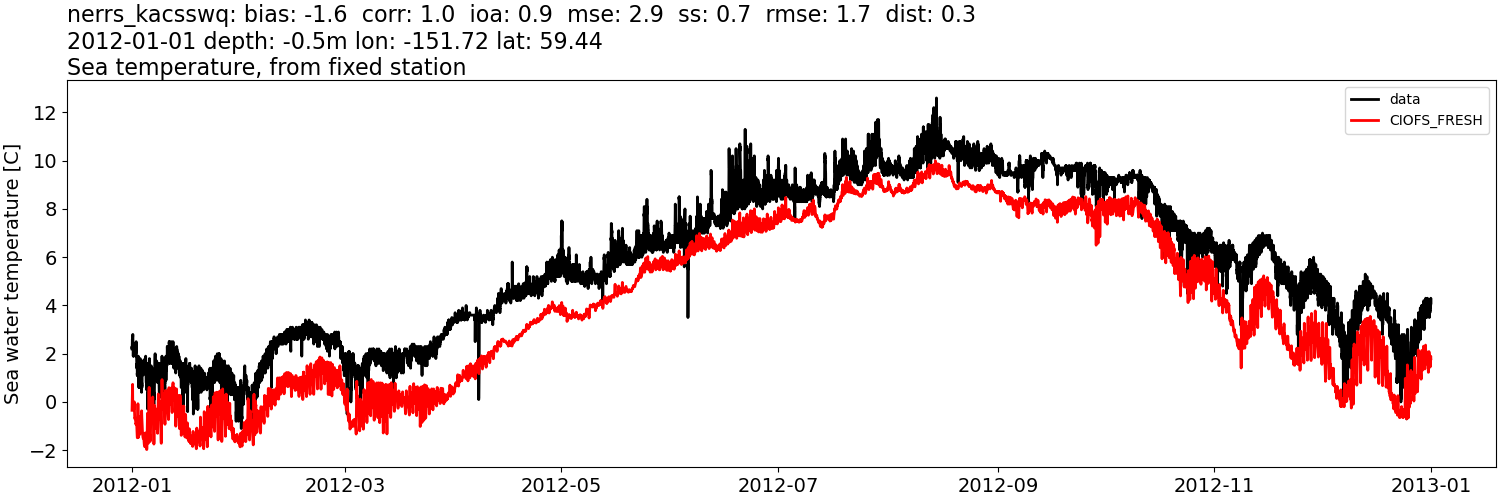 nerrs_kacsswq: bias: -1.6  corr: 1.0  ioa: 0.9  mse: 2.9  ss: 0.7  rmse: 1.7  dist: 0.3
2012-01-01 depth: -0.5m lon: -151.72 lat: 59.44
Sea temperature, from fixed station
data
CIOFS_FRESH
Sea water temperature [C]
12
10
8
6
4
2
0
−2
2012-01
2012-03
2012-05
2012-07
2012-09
2012-11
2013-01